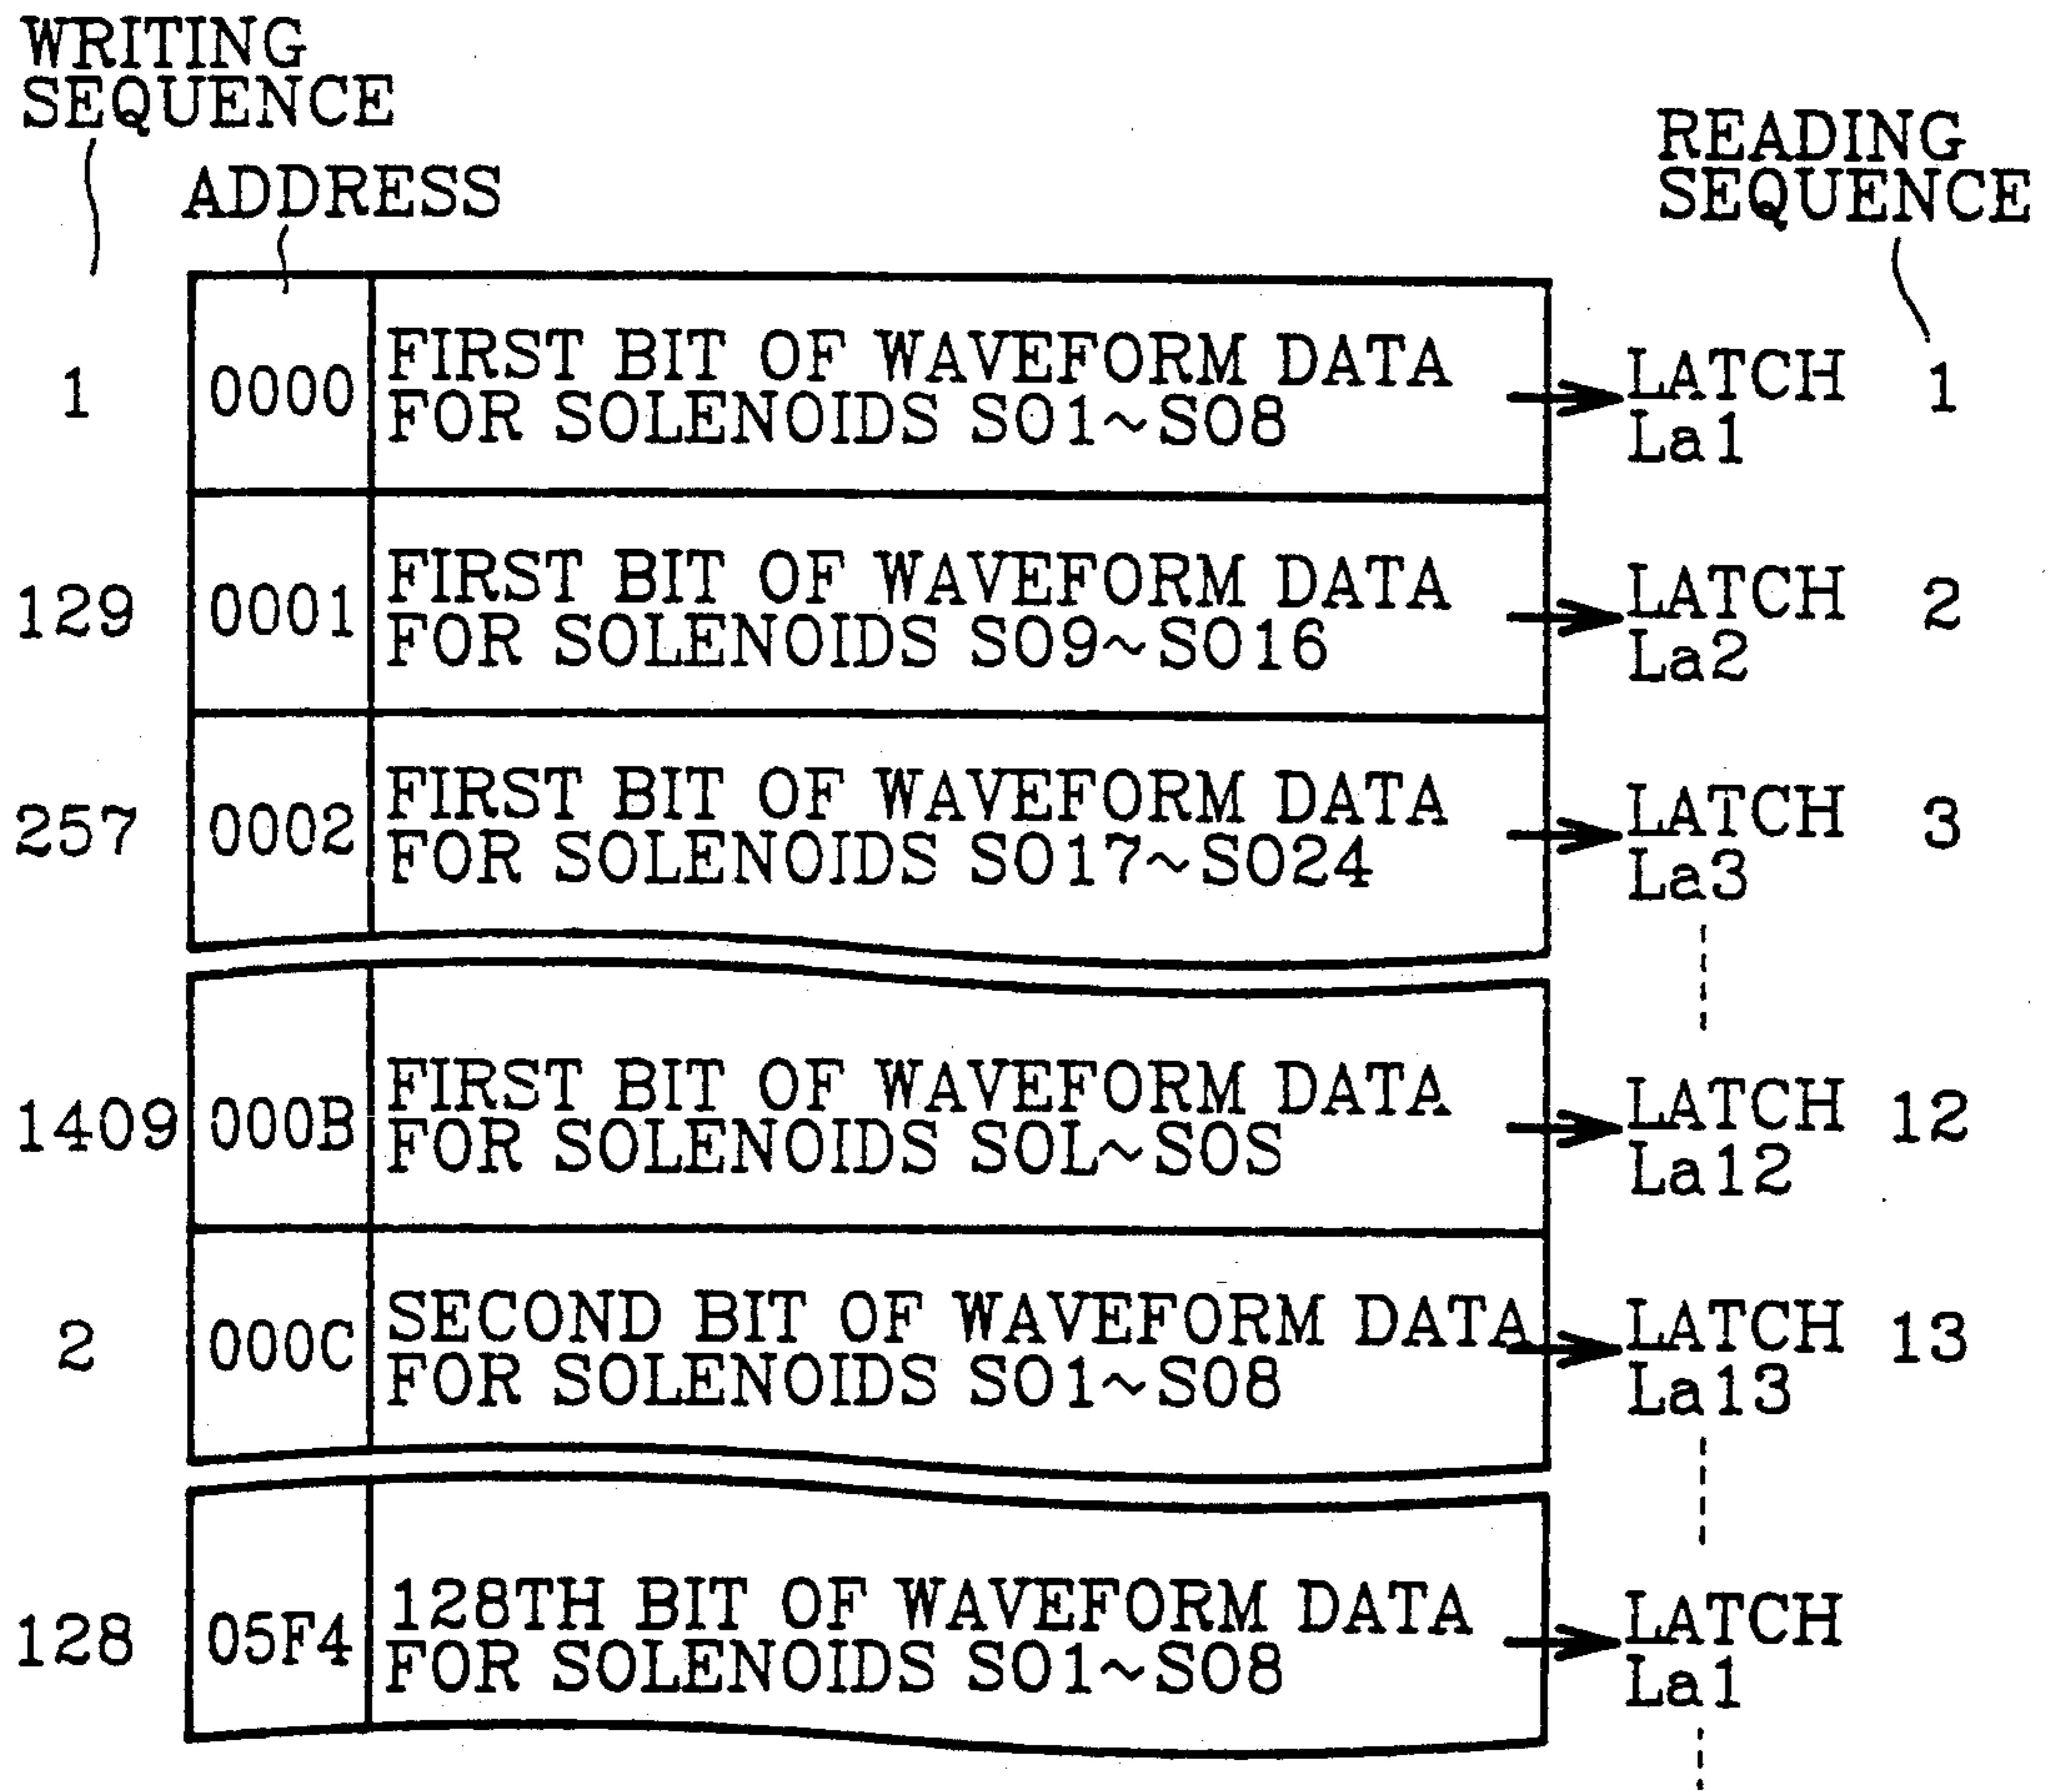 WRITING
SEQUENCE
ADDRESS
READING
SEQUENCE
1
0000
FIRST BIT OF WAVEFORM DATA
FOR SOLENOIDS SO1~SO8
LATCH
La1
1
129
0001
FIRST BIT OF WAVEFORM DATA
FOR SOLENOIDS SO9~SO16
LATCH
La2
2
257
0002
FIRST BIT OF WAVEFORM DATA
FOR SOLENOIDS SO17~SO24
LATCH
La3
3
1409
000B
FIRST BIT OF WAVEFORM DATA
FOR SOLENOIDS SOL~SOS
LATCH
La12
12
2
000C
SECOND BIT OF WAVEFORM DATA
FOR SOLENOIDS SO1~SO8
LATCH
La13
13
128
05F4
128TH BIT OF WAVEFORM DATA
FOR SOLENOIDS SO1~SO8
LATCH
La1